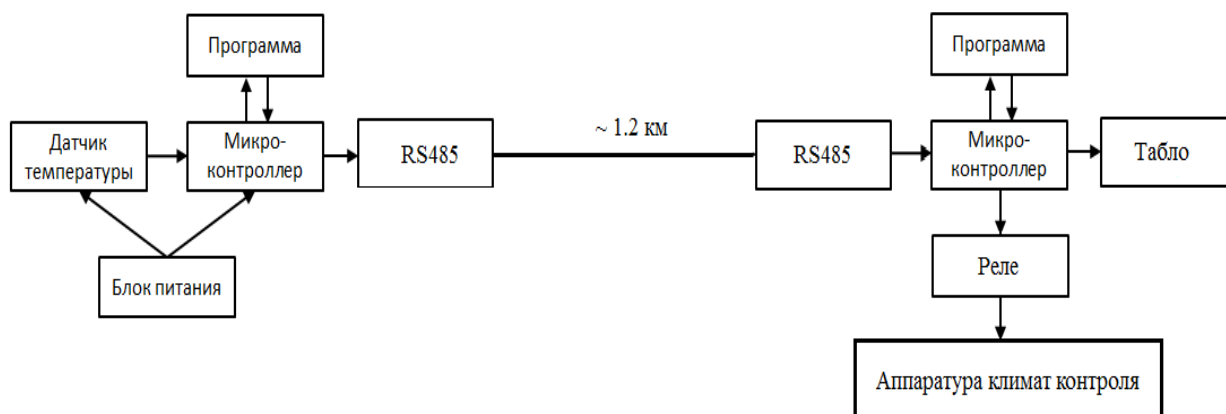 Программа
Датчик
температуры
Микро-
контроллер
RS485
Блок питания
~ 1.2 км
Программа
RS485
Микро-
контроллер
Табло
Реле
Аппаратура климат контроля